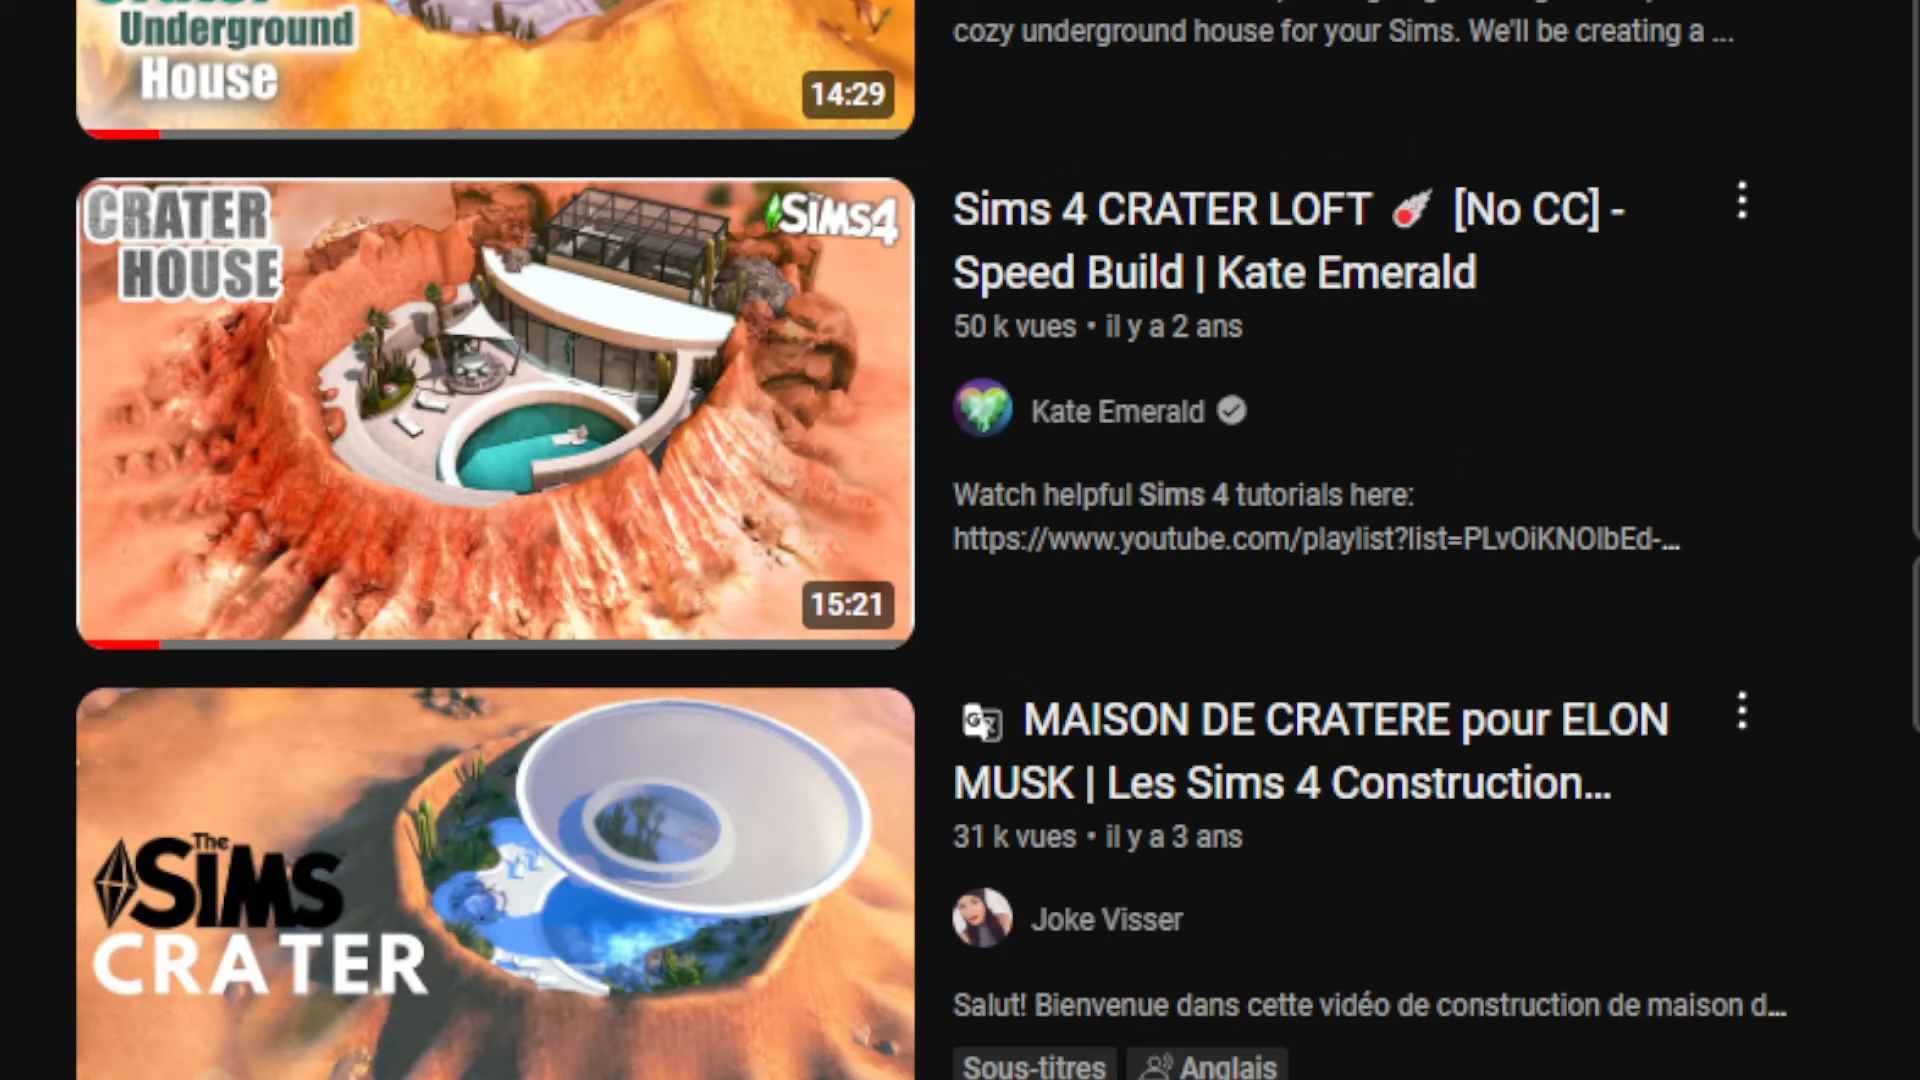 Underground
House
14:29
cozy underground house for your Sims. We'll be creating a ...
CRATER
HOUSE
SiMS4
15:21
Sims 4 CRATER LOFT [No CC] -
Speed Build | Kate Emerald
50 k vues • il y a 2 ans
Kate Emerald
Watch helpful Sims 4 tutorials here:
https://www.youtube.com/playlist?list=PLvOiKNOlbEd-...
The
SiMS
CRATER
MAISON DE CRATERE pour ELON
MUSK | Les Sims 4 Construction...
31 k vues • il y a 3 ans
Joke Visser
Salut! Bienvenue dans cette vidéo de construction de maison d...
Sous-titres
Anglais